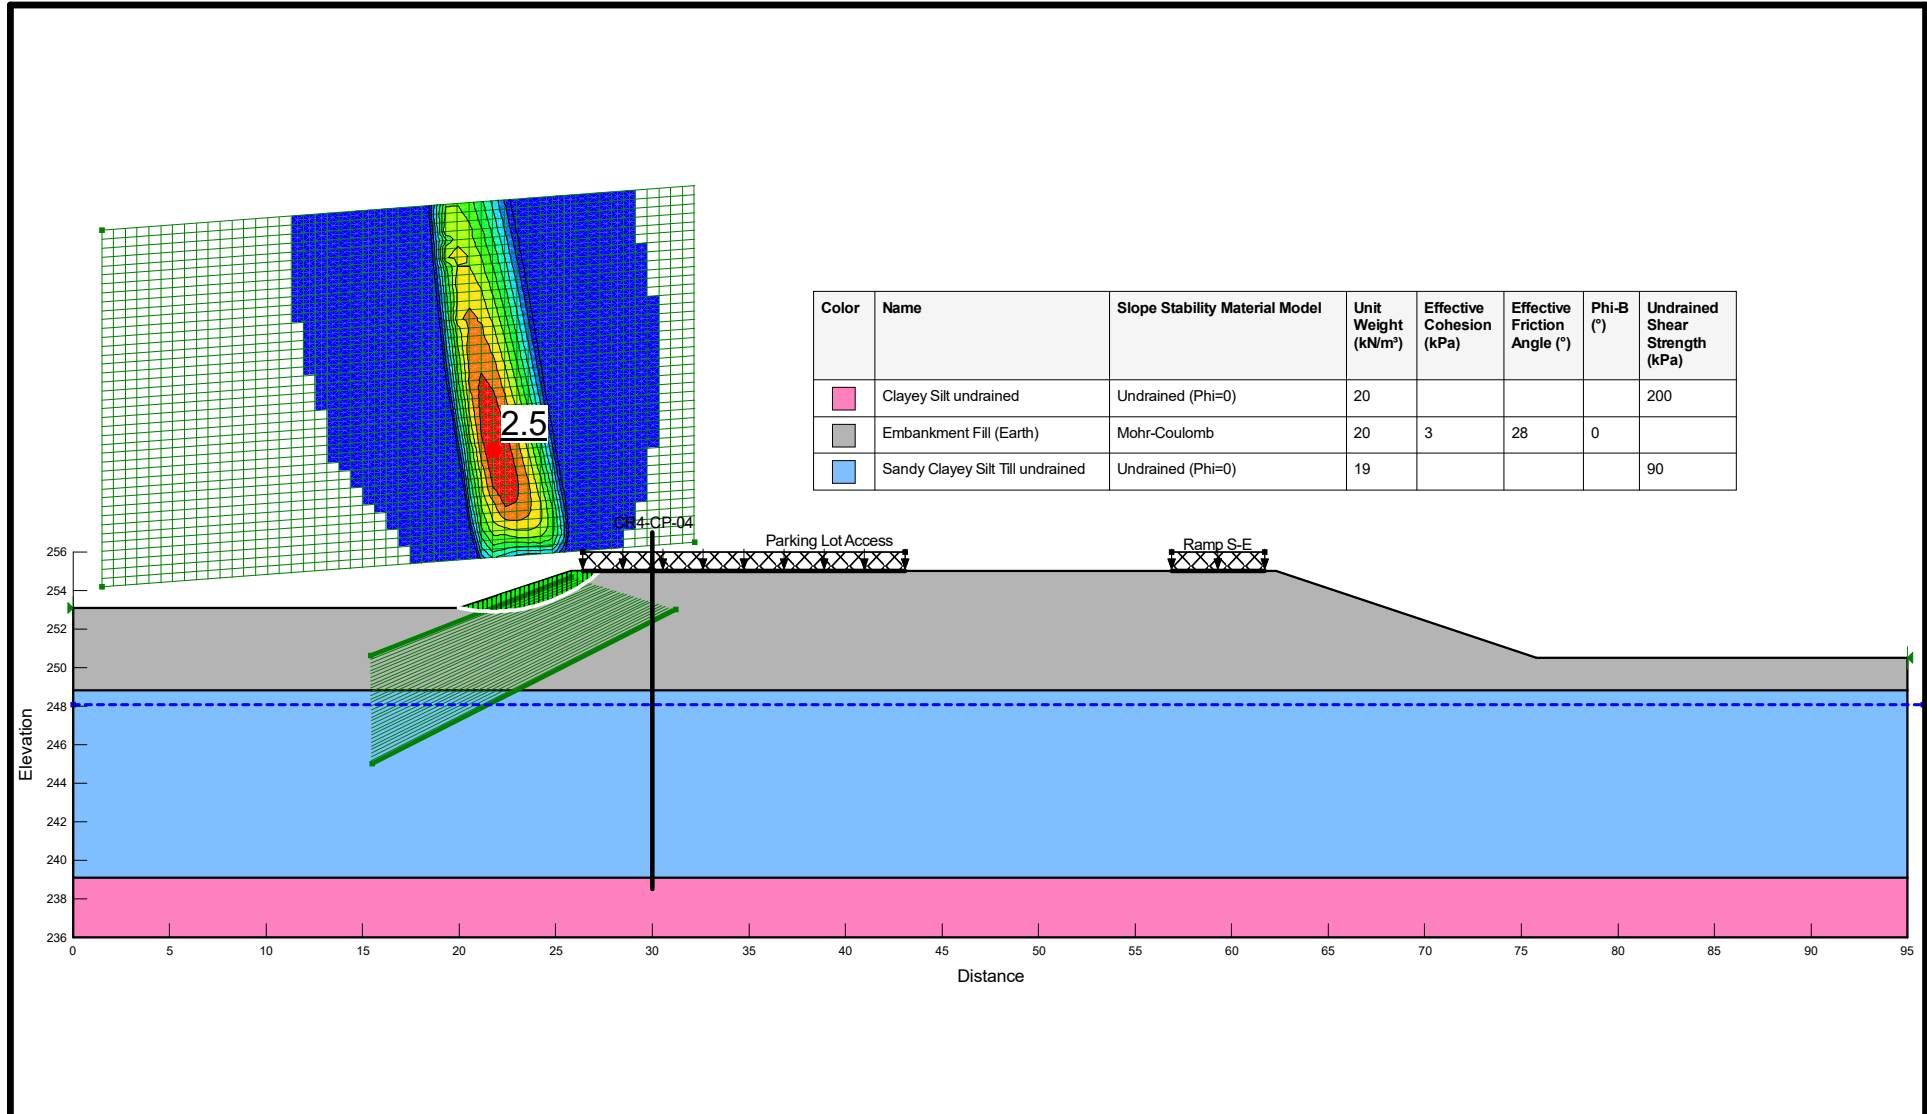 2.5
Color Name Slope Stability Material Model Unit Weight (kN/m³) Effective Cohesion (kPa) Effective Friction Angle (°) Phi-B (°) Undrained Shear Strength (kPa)
Clayey Silt undrained Undrained (Phi=0) 20 200
Embankment Fill (Earth) Mohr-Coulomb 20 3 28 0
Sandy Clayey Silt Till undrained Undrained (Phi=0) 19 90
CR4-CP-04
Parking Lot Access
Ramp S-E
256
254
252
250
248
246
244
242
240
238
236
Elevation
0 5 10 15 20 25 30 35 40 45 50 55 60 65 70 75 80 85 90 95
Distance